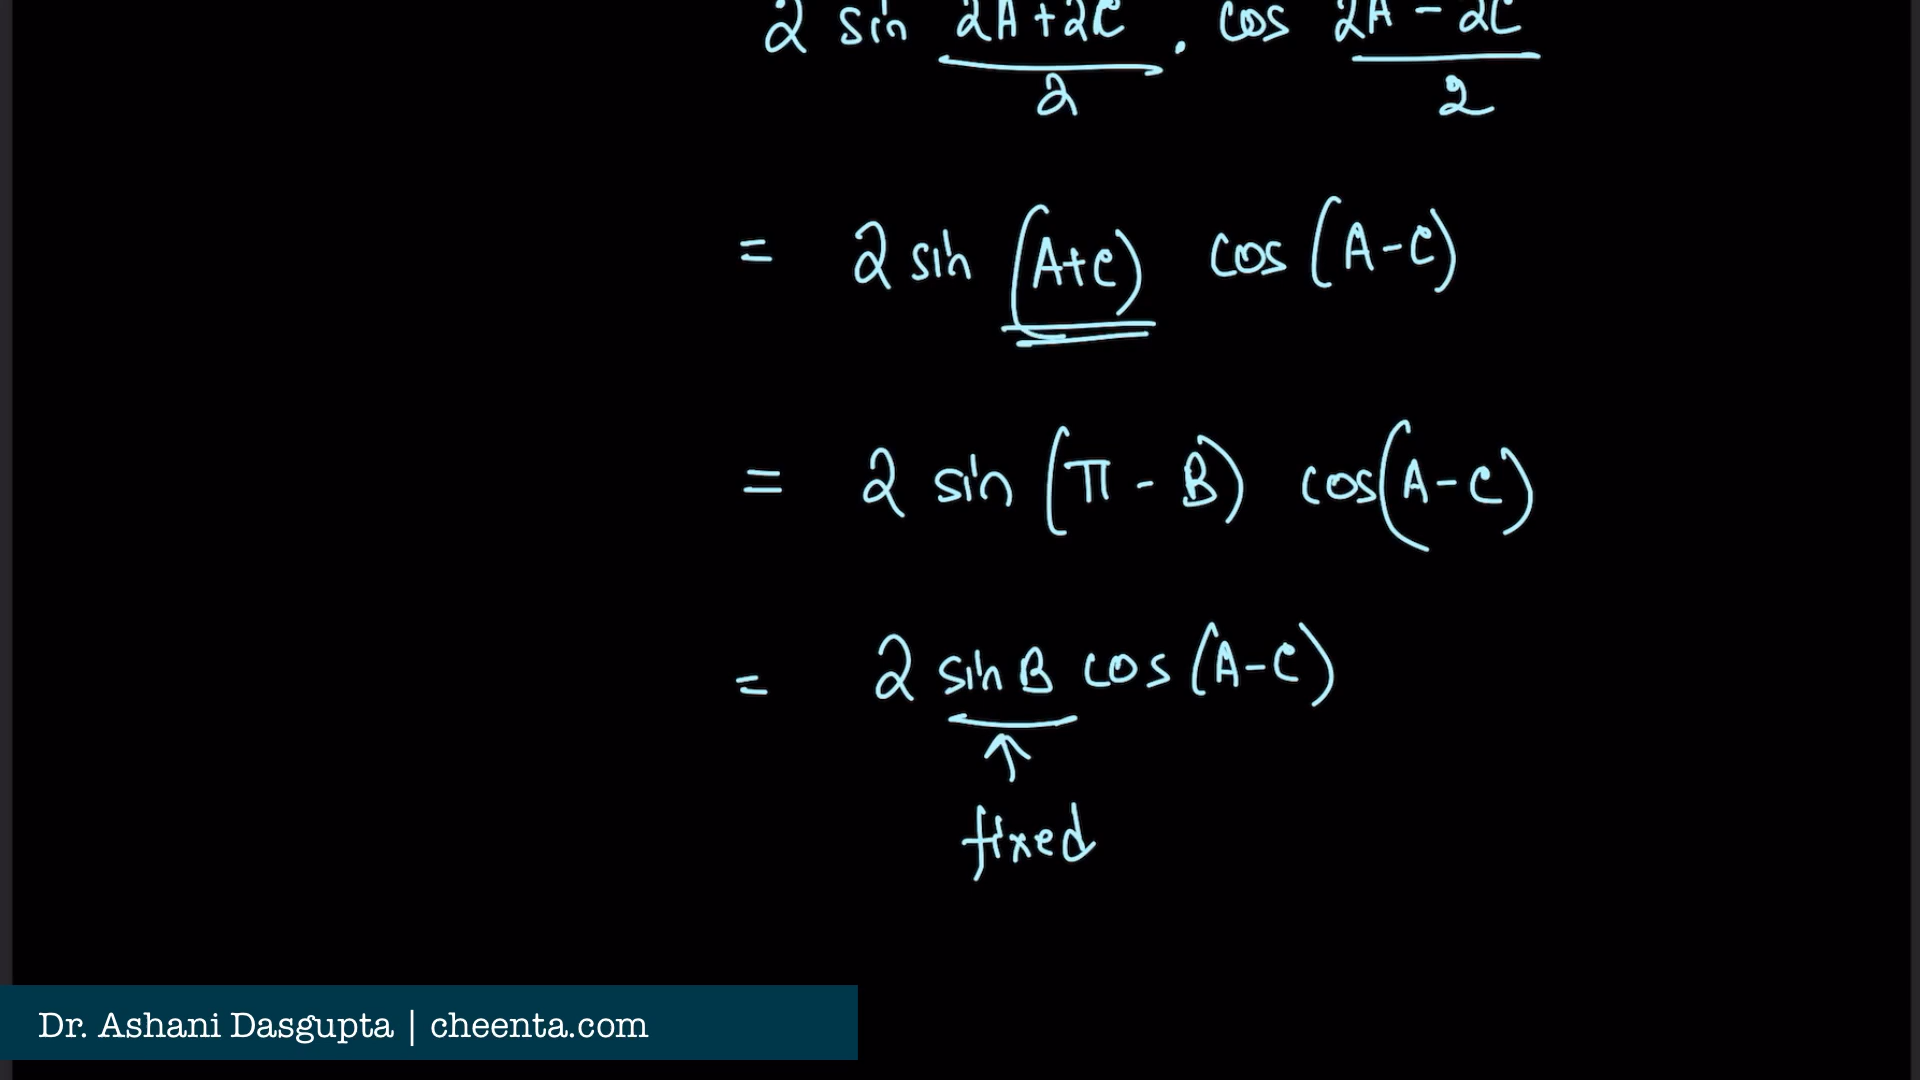 2 sin (2A+2C)/2 . cos (2A-2C)/2
= 2 sin (A+C) cos (A-C)
= 2 sin (π - B) cos(A-C)
= 2 sin B cos (A-C)
↑
fixed
Dr. Ashani Dasgupta | cheenta.com